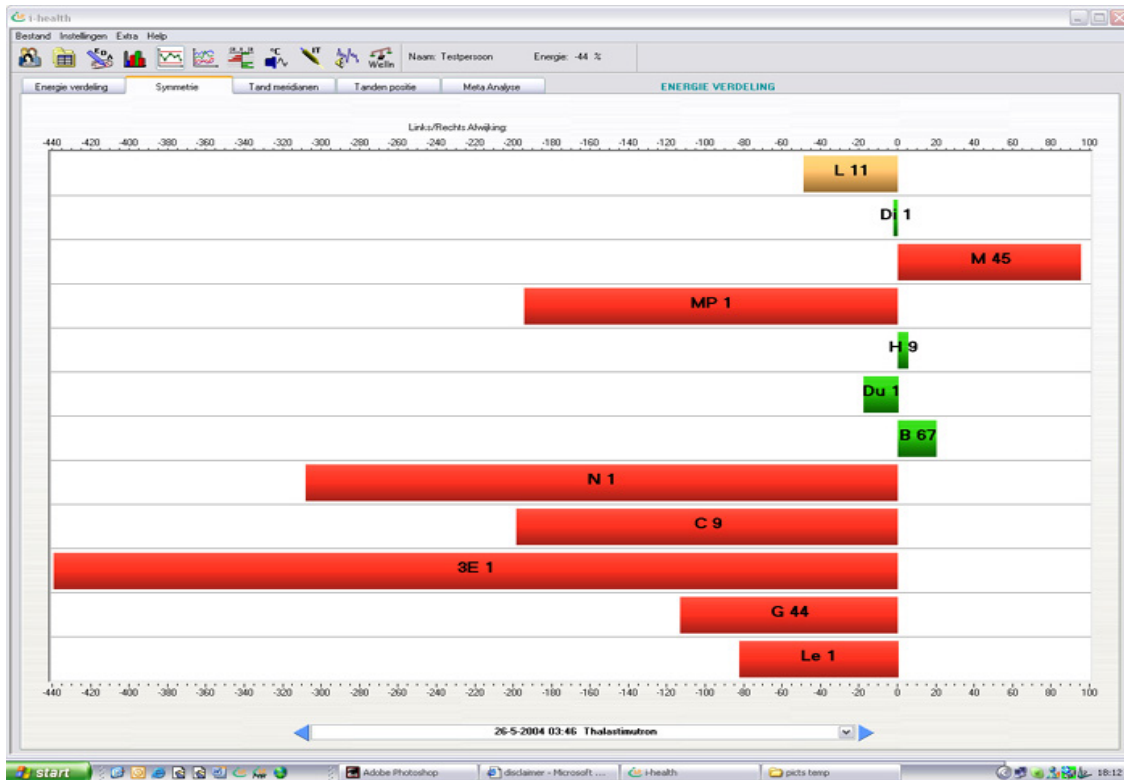 i-health
Bestand Instellingen Extra Help
Naam: Testpersoon Energie: -44 %
Welln
Energie verdeling Symmetrie Tand meridianen Tanden positie Meta Analyse ENERGIE VERDELING
Links/Rechts Afwijking:
-440 -420 -400 -380 -360 -340 -320 -300 -280 -260 -240 -220 -200 -180 -160 -140 -120 -100 -80 -60 -40 -20 0 20 40 60 80 100
L 11
Di 1
M 45
MP 1
H 9
Du 1
B 67
N 1
C 9
3E 1
G 44
Le 1
-440 -420 -400 -380 -360 -340 -320 -300 -280 -260 -240 -220 -200 -180 -160 -140 -120 -100 -80 -60 -40 -20 0 20 40 60 80 100
26-5-2004 03:46 Thalastimutron
start Adobe Photoshop disclaimer - Microsoft ... i-health picts temp 18:12